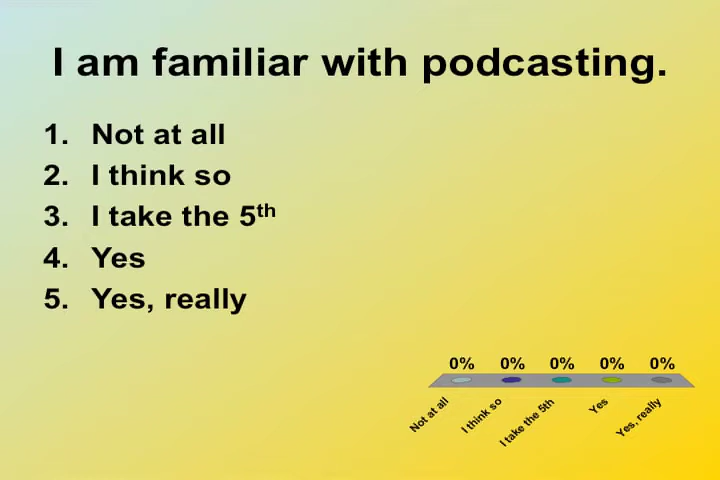 I am familiar with podcasting.
1. Not at all
2. I think so
3. I take the 5th
4. Yes
5. Yes, really
0% 0% 0% 0% 0%
Not at all
I think so
I take the 5th
Yes
Yes, really